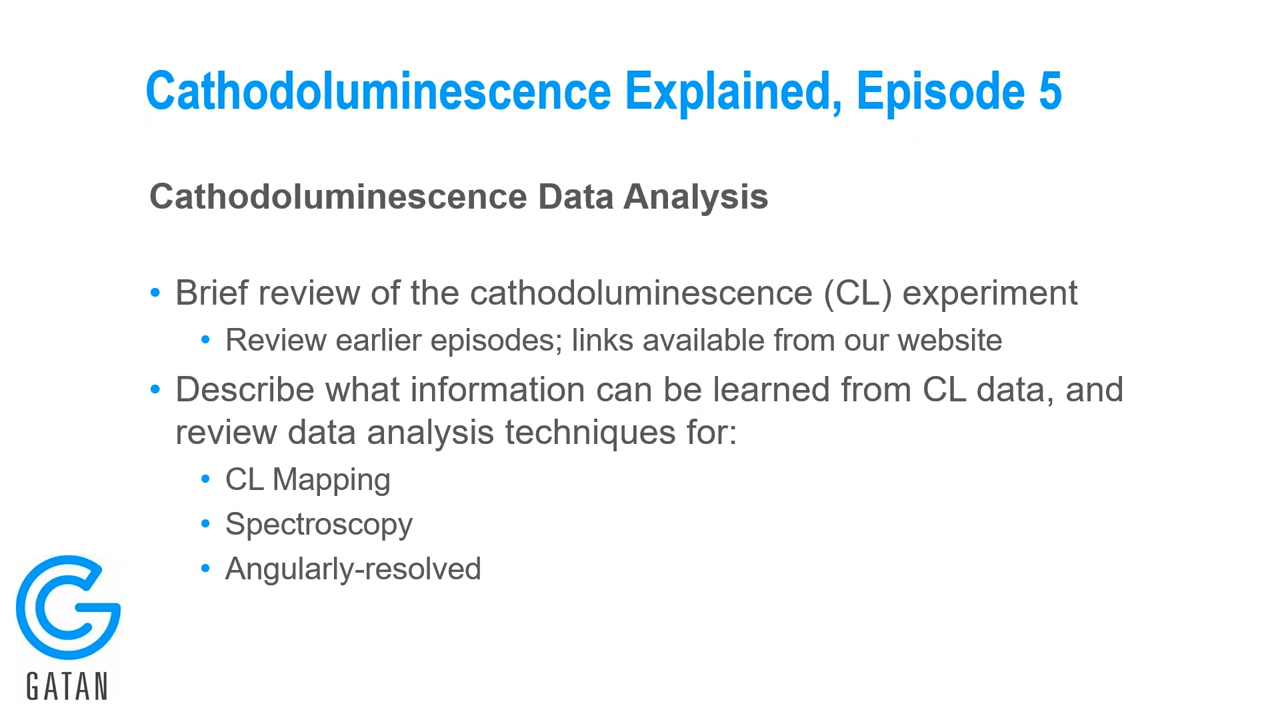 Cathodoluminescence Explained, Episode 5
Cathodoluminescence Data Analysis
• Brief review of the cathodoluminescence (CL) experiment
• Review earlier episodes; links available from our website
• Describe what information can be learned from CL data, and
review data analysis techniques for:
• CL Mapping
• Spectroscopy
• Angularly-resolved
GATAN